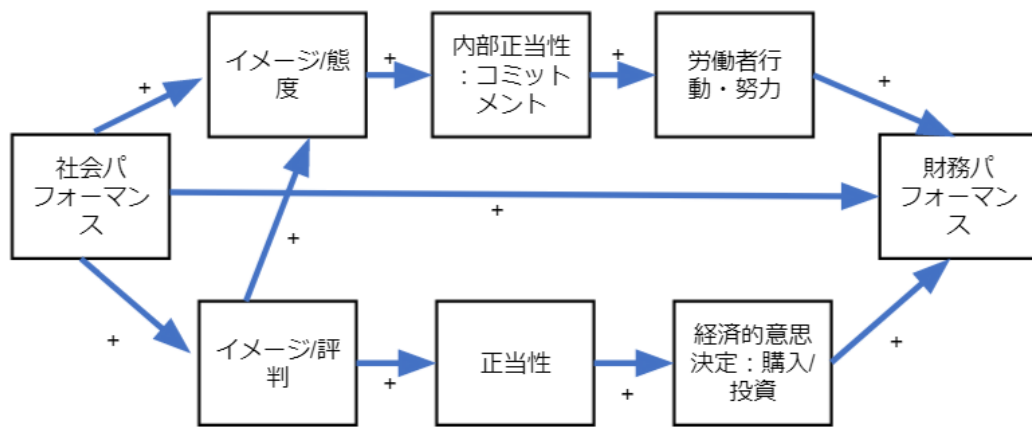 イメージ/態
度
+
内部正当性
：コミット
メント
+
労働者行
動・努力
+
+
社会パ
フォーマン
ス
+
財務パ
フォーマン
ス
+
+
イメージ/評
判
+
正当性
+
経済的意思
決定：購入/
投資
+